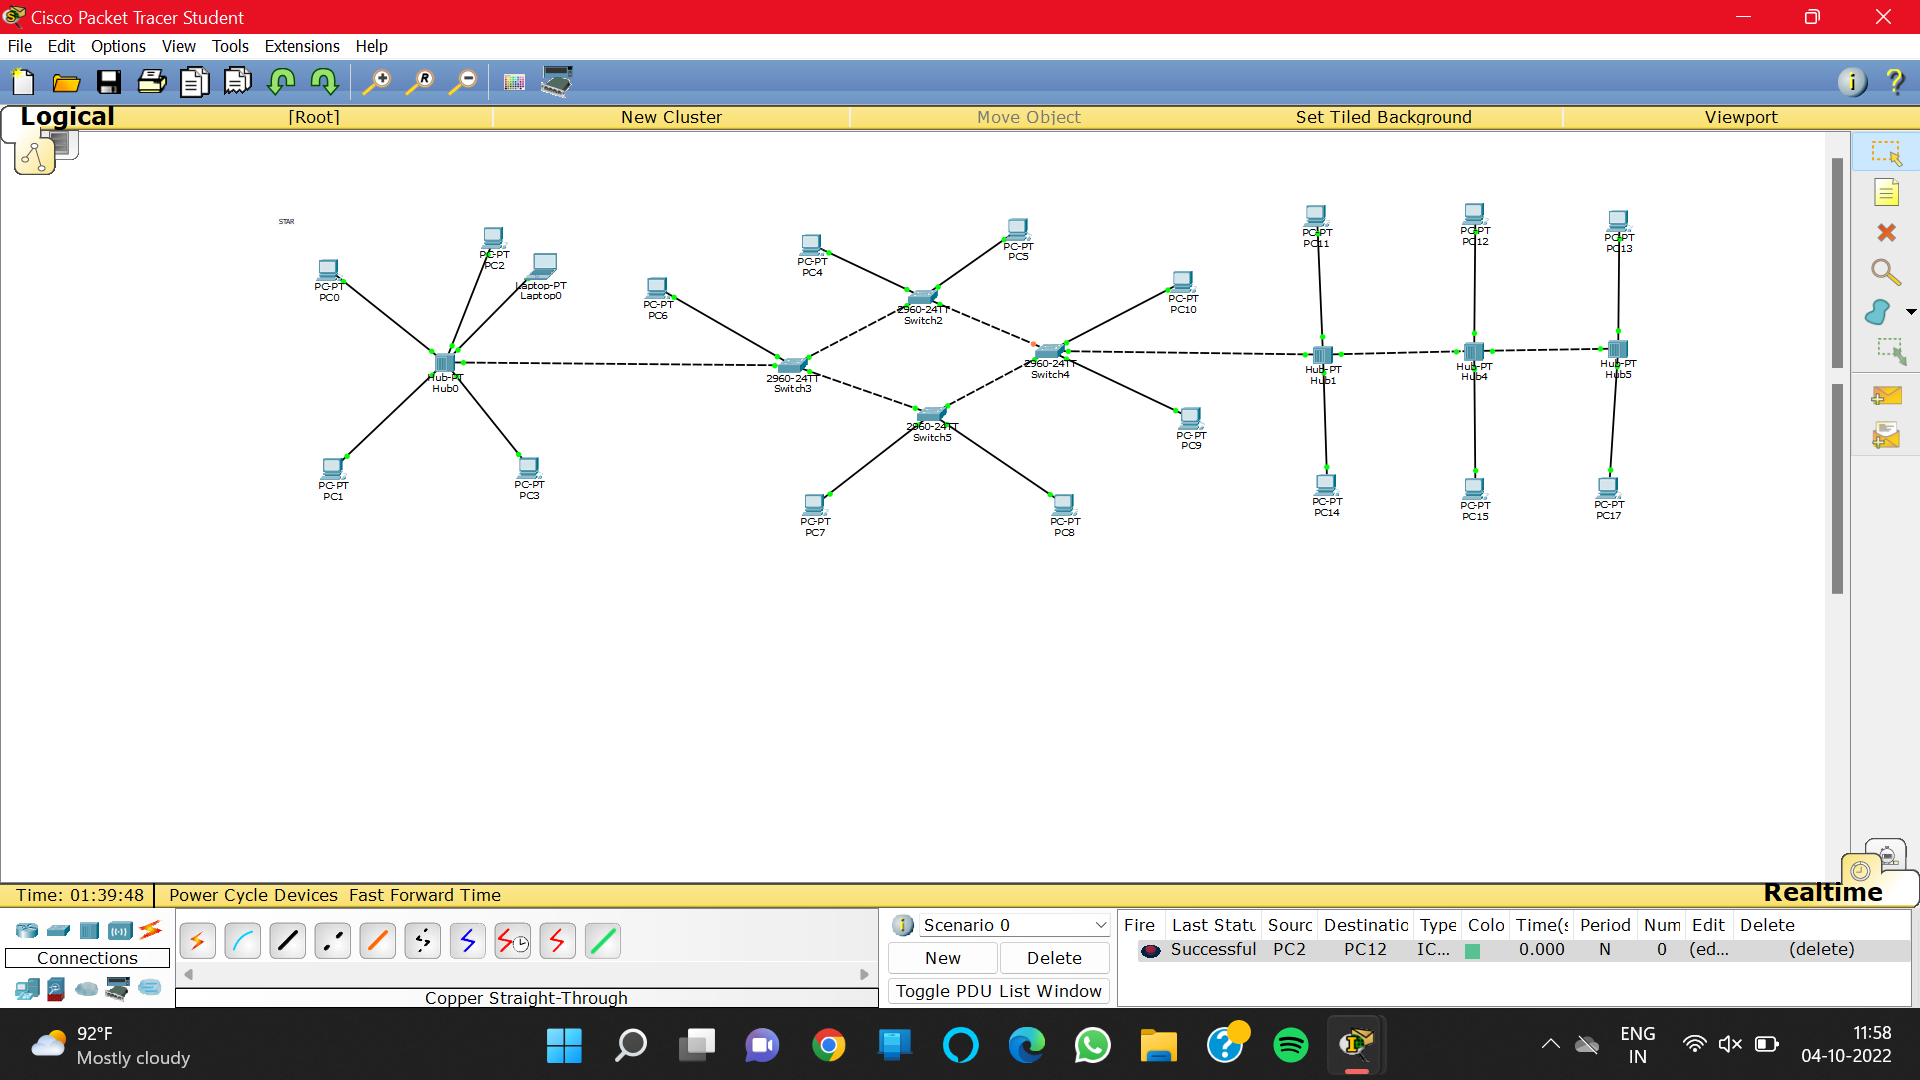 Cisco Packet Tracer Student
File Edit Options View Tools Extensions Help
Logical [Root] New Cluster Move Object Set Tiled Background Viewport
STAR
PC-PT
PC0
PC-PT
PC2
Laptop-PT
Laptop0
Hub-PT
Hub0
PC-PT
PC1
PC-PT
PC3
PC-PT
PC6
PC-PT
PC4
PC-PT
PC5
2960-24TT
Switch2
2960-24TT
Switch3
2960-24TT
Switch4
2960-24TT
Switch5
PC-PT
PC10
PC-PT
PC9
PC-PT
PC7
PC-PT
PC8
PC-PT
PC11
PC-PT
PC12
PC-PT
PC13
Hub-PT
Hub1
Hub-PT
Hub4
Hub-PT
Hub5
PC-PT
PC14
PC-PT
PC15
PC-PT
PC17
Time: 01:39:48 Power Cycle Devices Fast Forward Time Realtime
Connections
Copper Straight-Through
Scenario 0
New Delete
Toggle PDU List Window
Fire Last Statu Sourc Destinatic Type Colo Time(s Period Num Edit Delete
Successful PC2 PC12 IC... 0.000 N 0 (ed... (delete)
92°F
Mostly cloudy
ENG
IN
11:58
04-10-2022